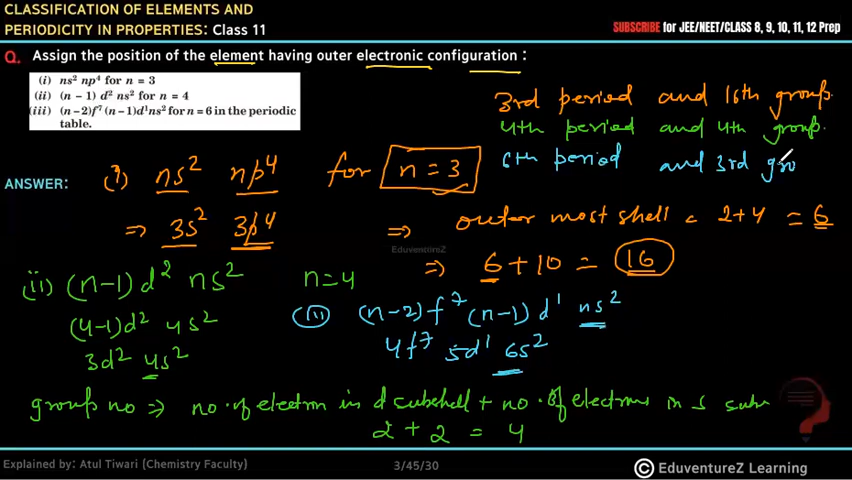 CLASSIFICATION OF ELEMENTS AND
PERIODICITY IN PROPERTIES: Class 11
SUBSCRIBE for JEE/NEET/CLASS 8, 9, 10, 11, 12 Prep
Q. Assign the position of the element having outer electronic configuration :
(i) ns² np⁴ for n = 3
(ii) (n – 1) d² ns² for n = 4
(iii) (n – 2)f⁷ (n – 1)d¹ns² for n = 6 in the periodic
table.
3rd period and 16th group.
4th period and 4th group.
6th period and 3rd gro
ANSWER: (i) ns² np⁴ for n = 3
⇒ 3s² 3p⁴ ⇒ outer most shell = 2+4 = 6
EduventureZ
⇒ 6 + 10 = 16
(ii) (n-1)d² ns² n=4
(4-1)d² 4s²
3d² 4s²
(iii) (n-2)f⁷ (n-1)d¹ ns²
4f⁷ 5d¹ 6s²
group no ⇒ no. of electron in d subshell + no. of electrons in s subs
2 + 2 = 4
Explained by: Atul Tiwari (Chemistry Faculty)
3/45/30
© EduventureZ Learning